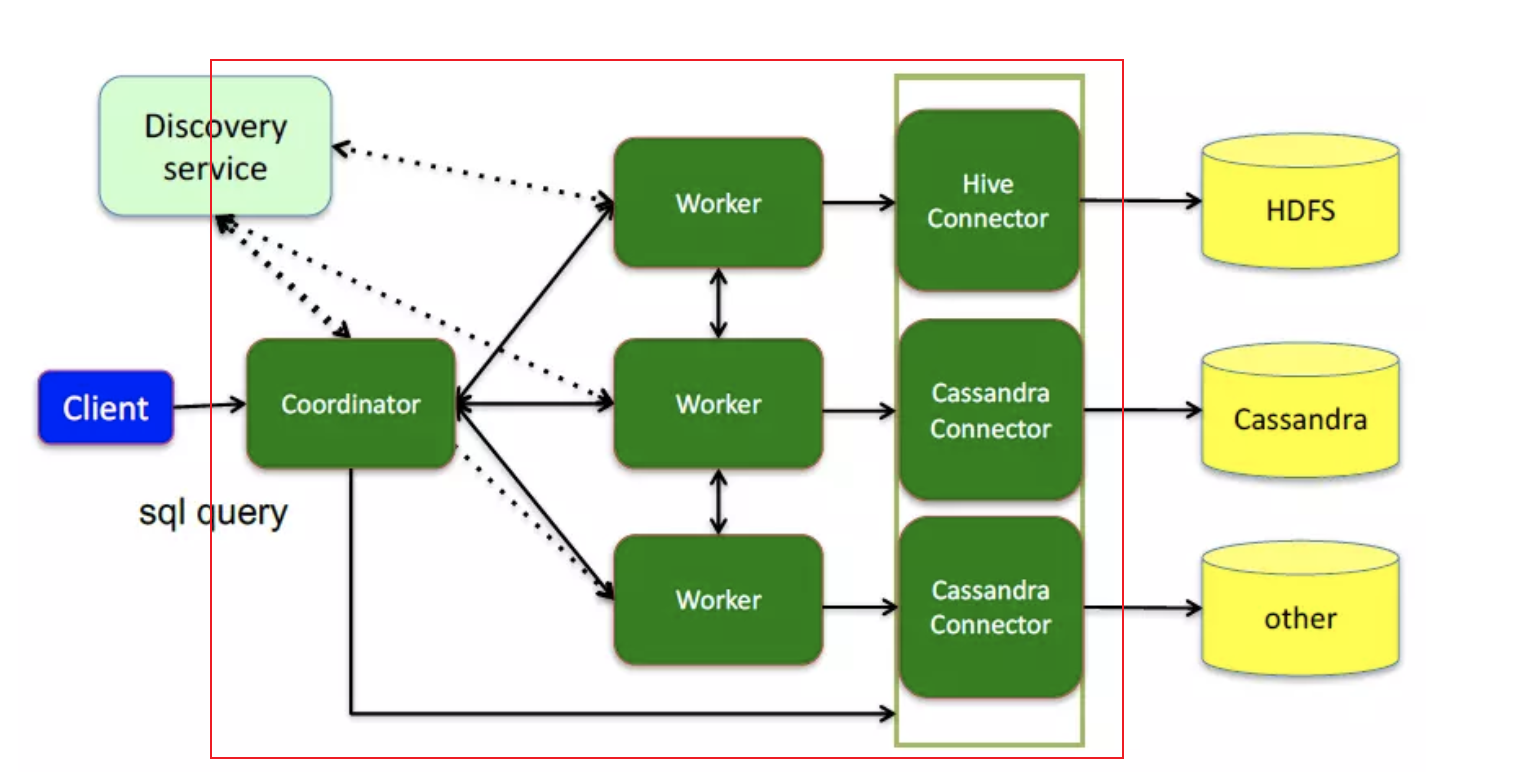 Discovery
service
Worker
Hive
Connector
HDFS
Client
Coordinator
Worker
Cassandra
Connector
Cassandra
sql query
Worker
Cassandra
Connector
other